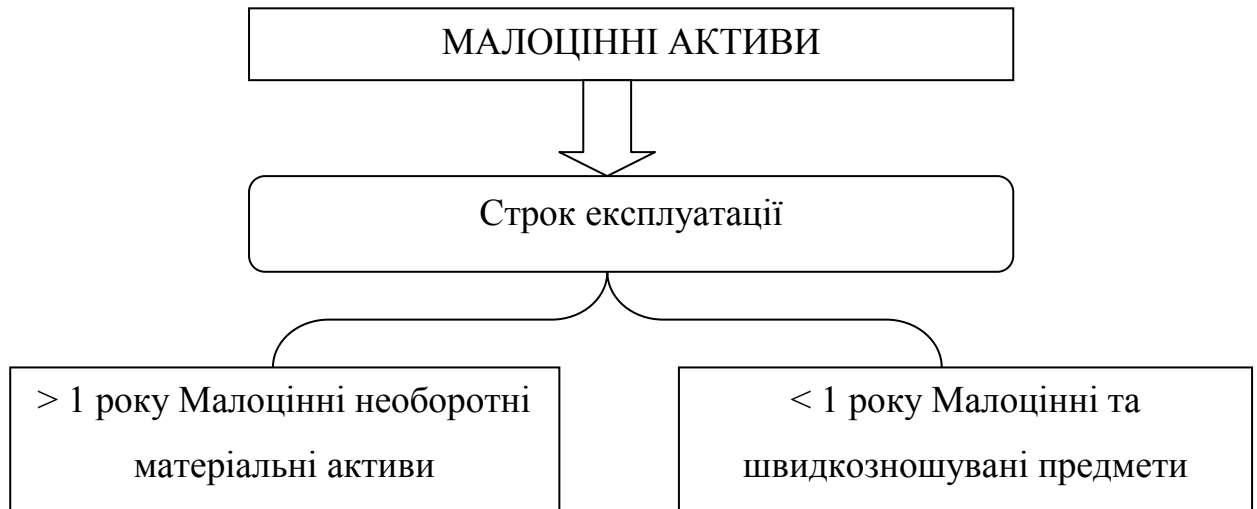 МАЛОЦІННІ АКТИВИ
Строк експлуатації
> 1 року Малоцінні необоротні
матеріальні активи
< 1 року Малоцінні та
швидкозношувані предмети